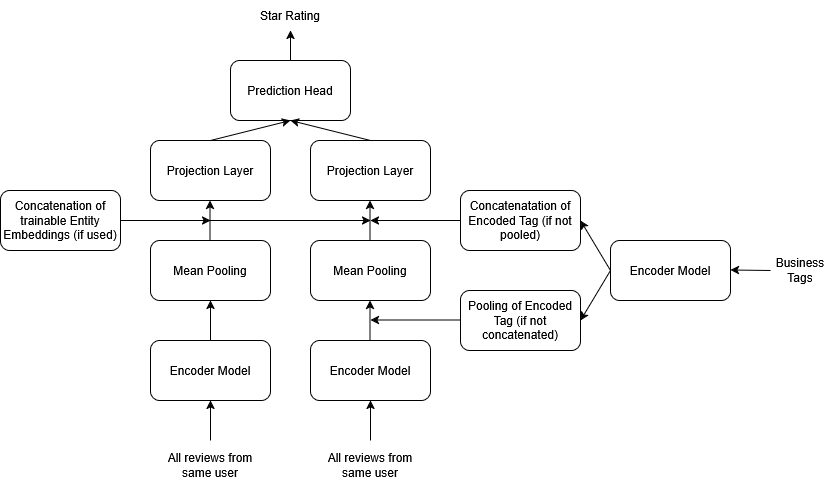 Star Rating
Prediction Head
Projection Layer
Projection Layer
Concatenation of
trainable Entity
Embeddings (if used)
Concatenatation of
Encoded Tag (if not
pooled)
Mean Pooling
Mean Pooling
Encoder Model
Business
Tags
Pooling of Encoded
Tag (if not
concatenated)
Encoder Model
Encoder Model
All reviews from
same user
All reviews from
same user